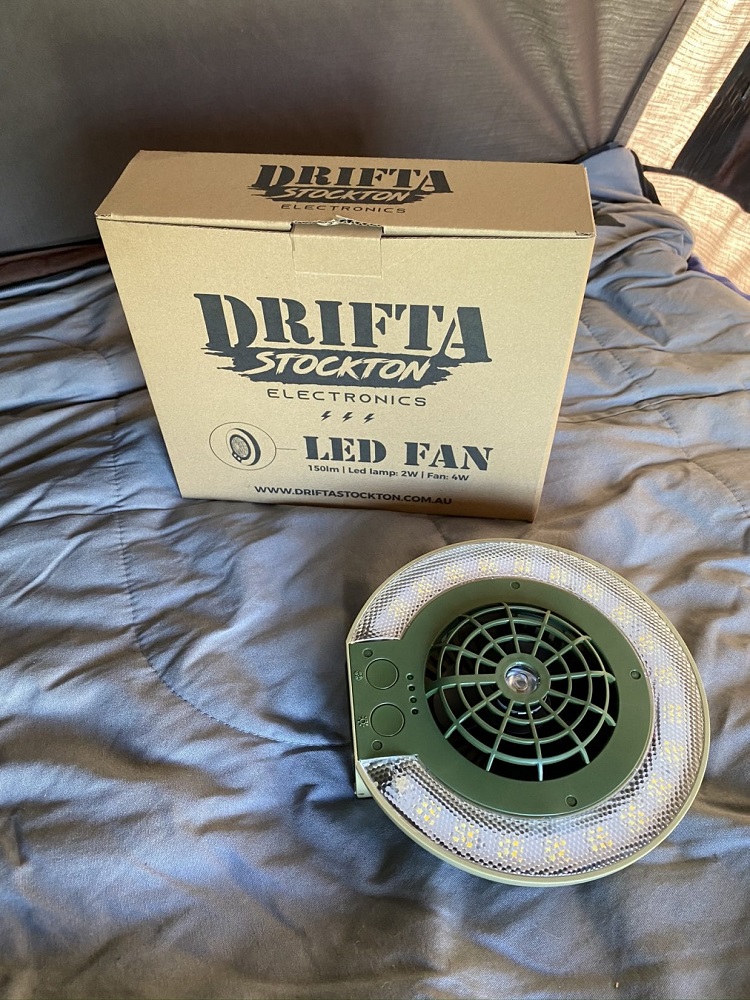 DRIFTA
STOCKTON
ELECTRONICS
DRIFTA
STOCKTON
ELECTRONICS
LED FAN
150lm | Led lamp: 2W | Fan: 4W
WWW.DRIFTASTOCKTON.COM.AU